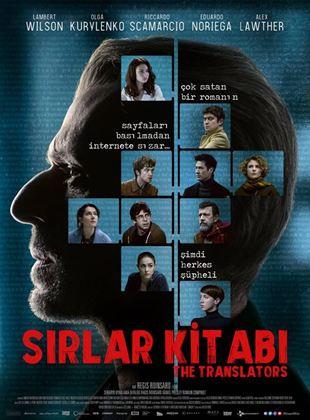 LAMBERT WILSON
OLGA KURYLENKO
RICCARDO SCAMARCIO
EDUARDO NORIEGA
ALEX LAWTHER
çok satan
bir romanın
sayfaları
basılmadan
internete sızar...
şimdi
herkes
şüpheli
SIRLAR KİTABI
THE TRANSLATORS
REGIS ROINSARD